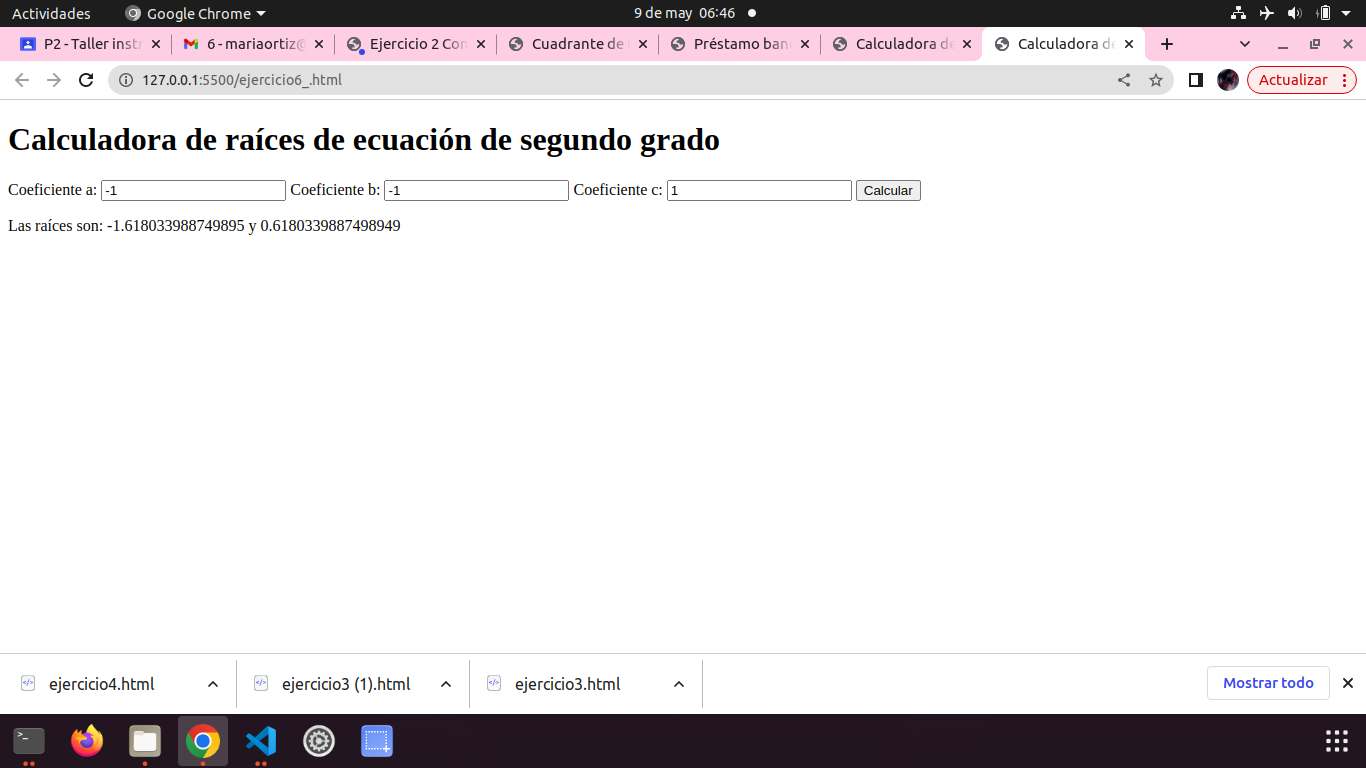 Actividades Google Chrome 9 de may 06:46
P2 - Taller inst 6 - mariaortiz@ Ejercicio 2 Con Cuadrante de Préstamo ban Calculadora de Calculadora de
127.0.0.1:5500/ejercicio6_.html Actualizar
Calculadora de raíces de ecuación de segundo grado
Coeficiente a: -1 Coeficiente b: -1 Coeficiente c: 1 Calcular
Las raíces son: -1.618033988749895 y 0.6180339887498949
ejercicio4.html ejercicio3 (1).html ejercicio3.html Mostrar todo